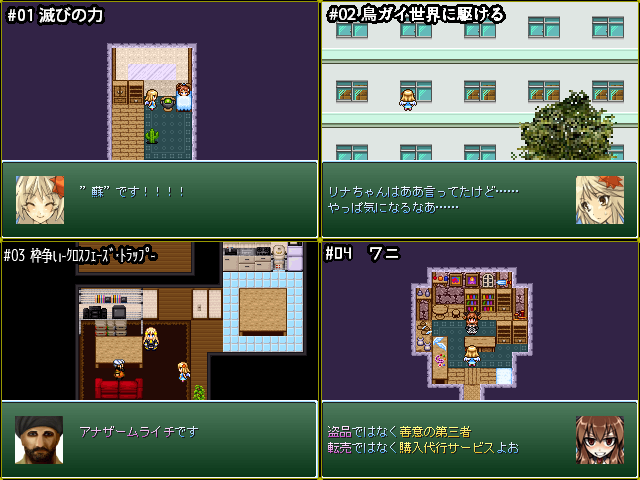 #01 滅びの力
”蘇”です！！！！
#02 鳥ガイ世界に駆ける
リナちゃんはああ言ってたけど……
やっぱ気になるなあ……
#03 枠争い-ｸﾛｽﾌｪｰｽﾞ･ﾄﾗｯﾌﾟ-
アナザームライチです
#04 ワニ
盗品ではなく善意の第三者
転売ではなく購入代行サービスよお